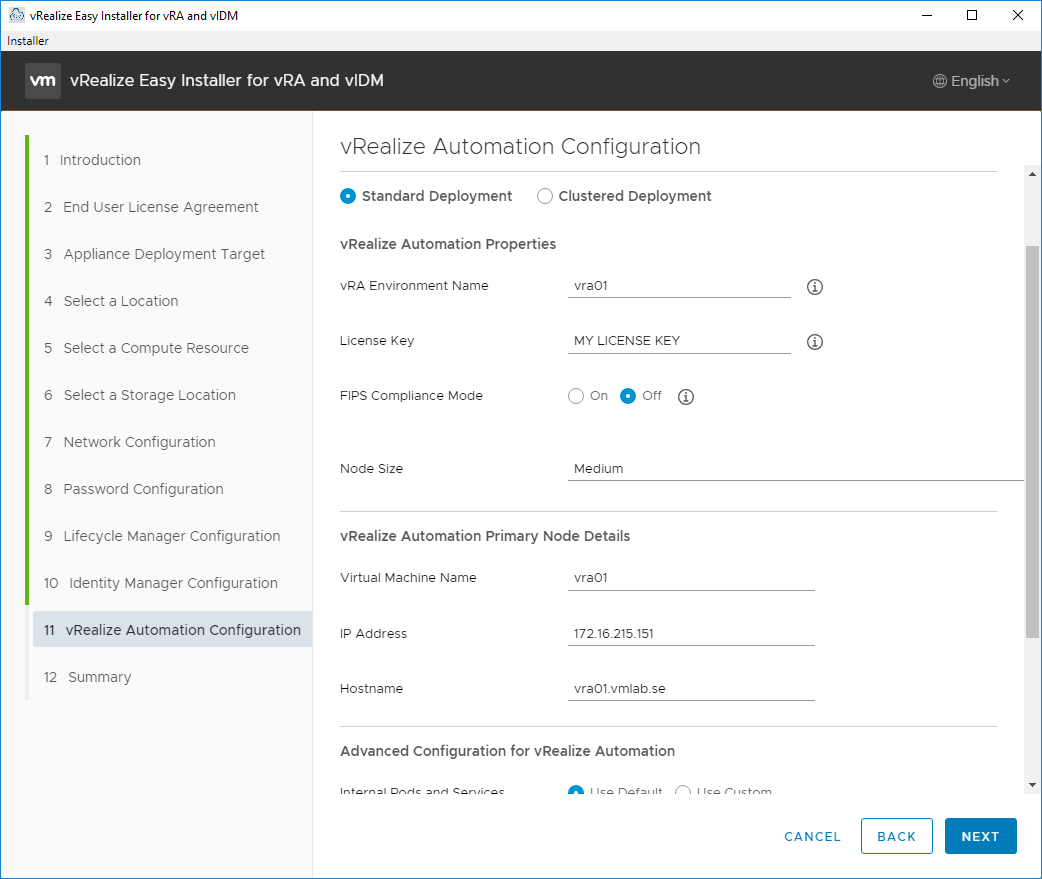 vRealize Easy Installer for vRA and vIDM
Installer
vm vRealize Easy Installer for vRA and vIDM English
1 Introduction
2 End User License Agreement
3 Appliance Deployment Target
4 Select a Location
5 Select a Compute Resource
6 Select a Storage Location
7 Network Configuration
8 Password Configuration
9 Lifecycle Manager Configuration
10 Identity Manager Configuration
11 vRealize Automation Configuration
12 Summary
vRealize Automation Configuration
Standard Deployment Clustered Deployment
vRealize Automation Properties
vRA Environment Name vra01
License Key MY LICENSE KEY
FIPS Compliance Mode On Off
Node Size Medium
vRealize Automation Primary Node Details
Virtual Machine Name vra01
IP Address 172.16.215.151
Hostname vra01.vmlab.se
Advanced Configuration for vRealize Automation
Internal Pods and Services Use Default Use Custom
CANCEL BACK NEXT